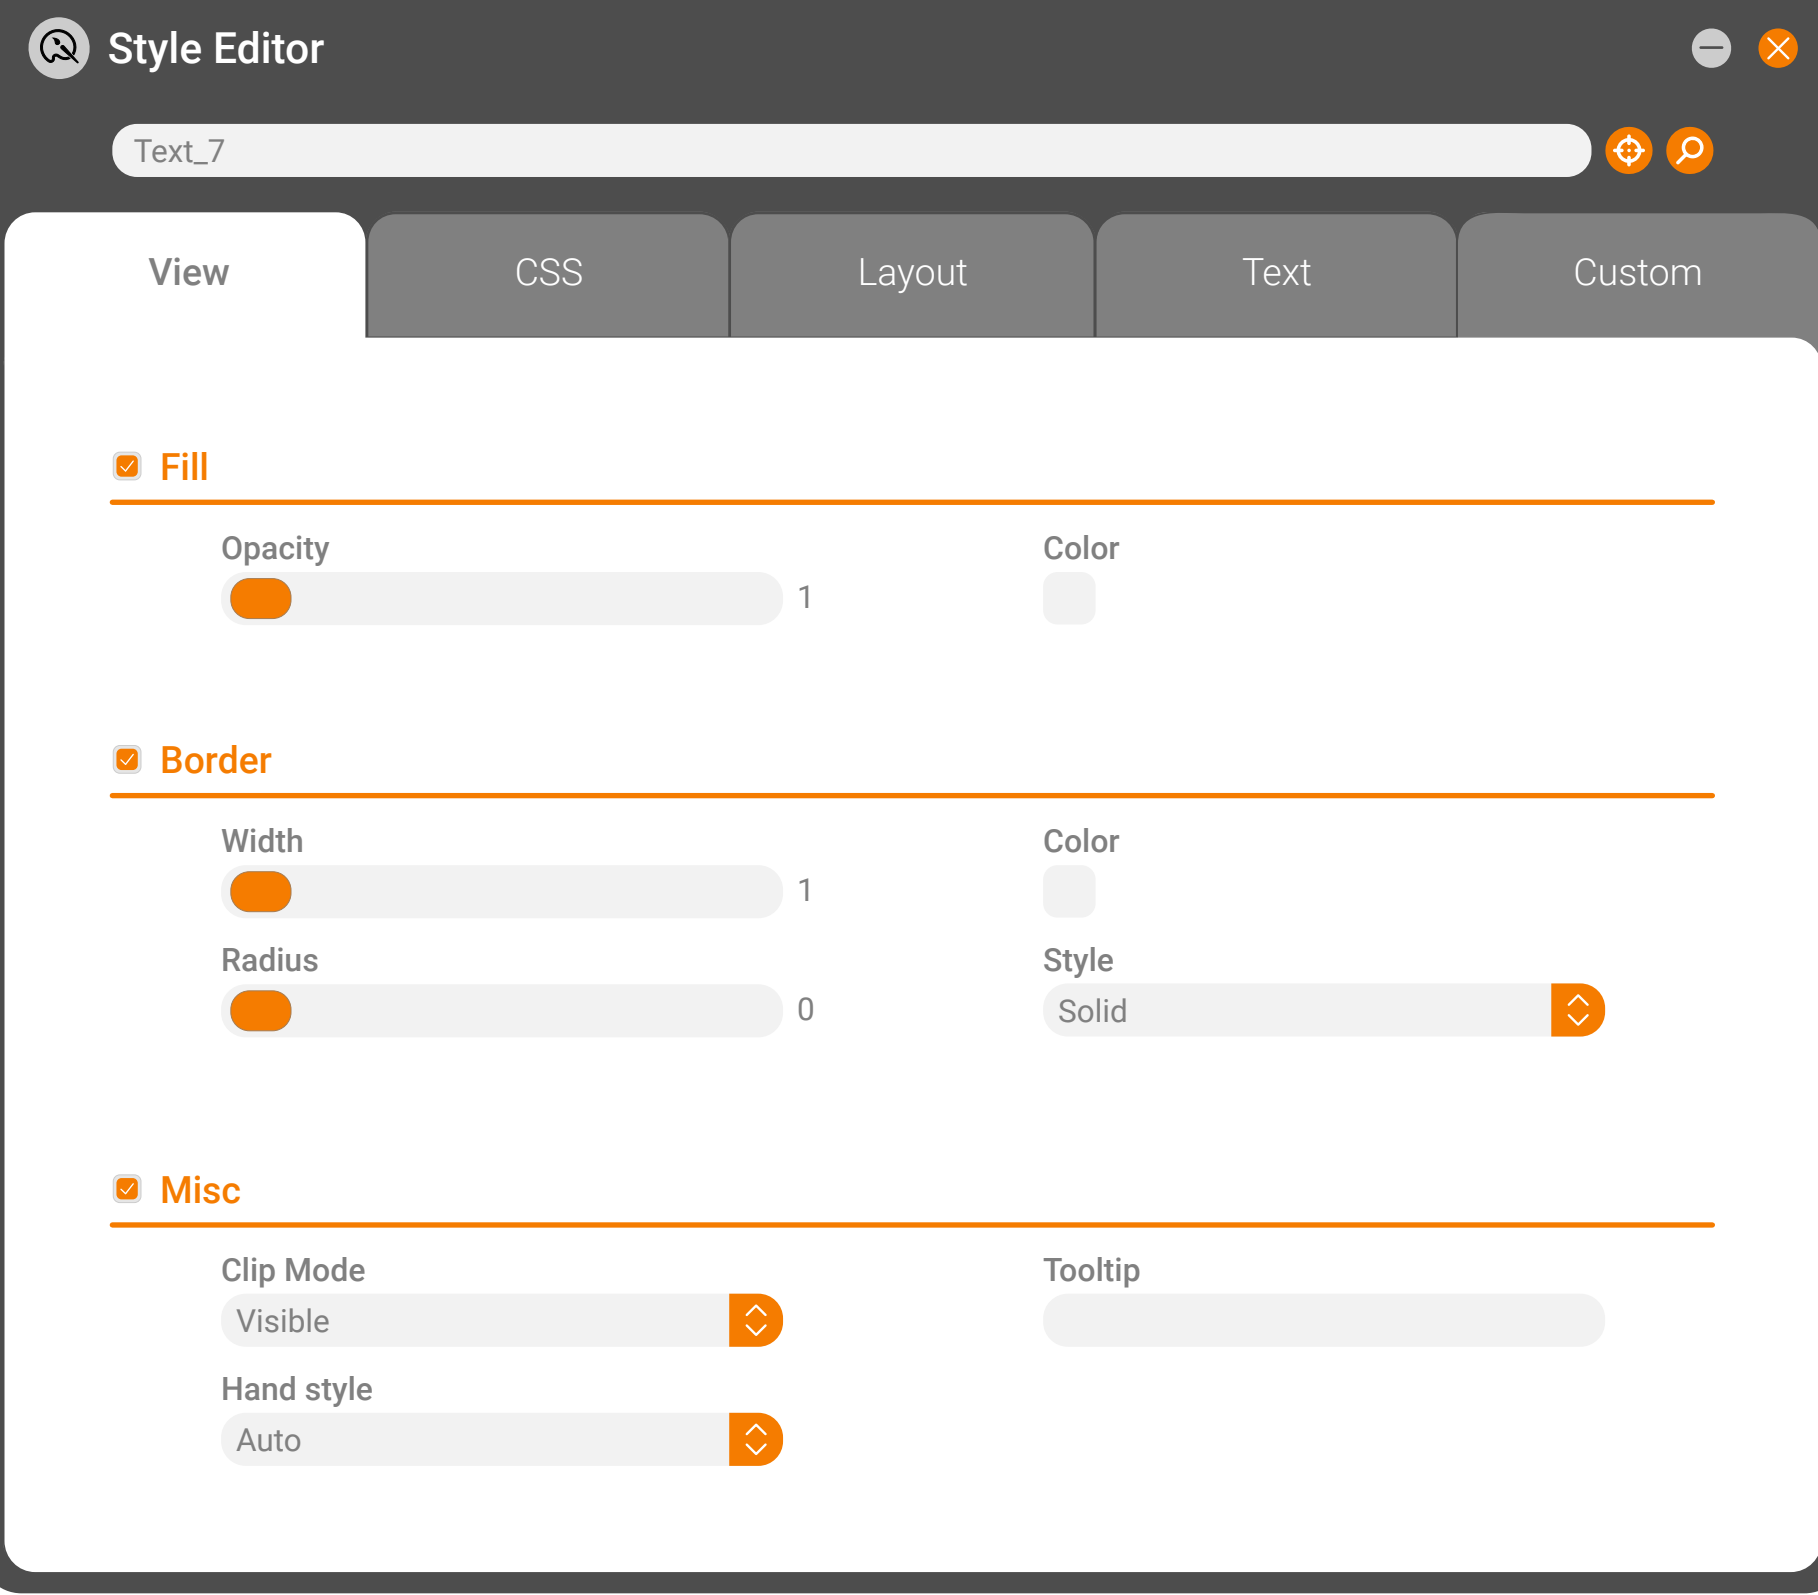 Style Editor
Text_7
View CSS Layout Text Custom
Fill
Opacity Color
1
Border
Width Color
1
Radius Style
0 Solid
Misc
Clip Mode Tooltip
Visible
Hand style
Auto